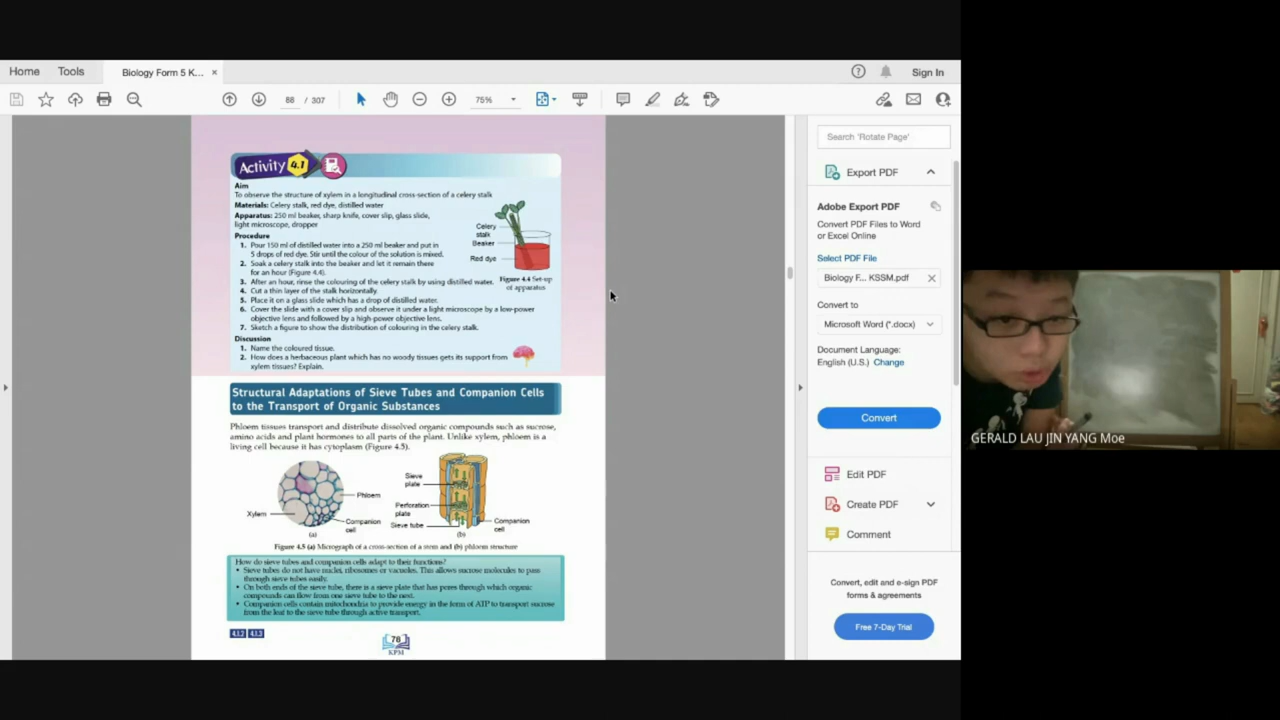 Home
Tools
Biology Form 5 K...
Sign In
88 / 307
75%
Search 'Rotate Page'
Export PDF
Adobe Export PDF
Convert PDF Files to Word
or Excel Online
Select PDF File
Biology F... KSSM.pdf
Convert to
Microsoft Word (*.docx)
Document Language:
English (U.S.) Change
Convert
Edit PDF
Create PDF
Comment
Convert, edit and e-sign PDF
forms & agreements
Free 7-Day Trial
Activity 4.1
Aim
To observe the structure of xylem in a longitudinal cross-section of a celery stalk
Materials: Celery stalk, red dye, distilled water
Apparatus: 250 ml beaker, sharp knife, cover slip, glass slide,
light microscope, dropper
Procedure
1. Pour 150 ml of distilled water into a 250 ml beaker and put in
5 drops of red dye. Stir until the colour of the solution is mixed.
2. Soak a celery stalk into the beaker and let it remain there
for an hour (Figure 4.4).
3. After an hour, rinse the colouring of the celery stalk by using distilled water.
4. Cut a thin layer of the stalk horizontally.
5. Place it on a glass slide which has a drop of distilled water.
6. Cover the slide with a cover slip and observe it under a light microscope by a low-power
objective lens and followed by a high-power objective lens.
7. Sketch a figure to show the distribution of colouring in the celery stalk.
Celery
stalk
Beaker
Red dye
Figure 4.4 Set-up
of apparatus
Discussion
1. Name the coloured tissue.
2. How does a herbaceous plant which has no woody tissues gets its support from
xylem tissues? Explain.
Structural Adaptations of Sieve Tubes and Companion Cells
to the Transport of Organic Substances
Phloem tissues transport and distribute dissolved organic compounds such as sucrose,
amino acids and plant hormones to all parts of the plant. Unlike xylem, phloem is a
living cell because it has cytoplasm (Figure 4.5).
Xylem
Phloem
Companion
cell
(a)
Sieve
plate
Perforation
plate
Sieve tube
Companion
cell
(b)
Figure 4.5 (a) Micrograph of a cross-section of a stem and (b) phloem structure
How do sieve tubes and companion cells adapt to their functions?
• Sieve tubes do not have nuclei, ribosomes or vacuoles. This allows sucrose molecules to pass
through sieve tubes easily.
• On both ends of the sieve tube, there is a sieve plate that has pores through which organic
compounds can flow from one sieve tube to the next.
• Companion cells contain mitochondria to provide energy in the form of ATP to transport sucrose
from the leaf to the sieve tube through active transport.
4.1.2 4.1.3
78
KPM
GERALD LAU JIN YANG Moe